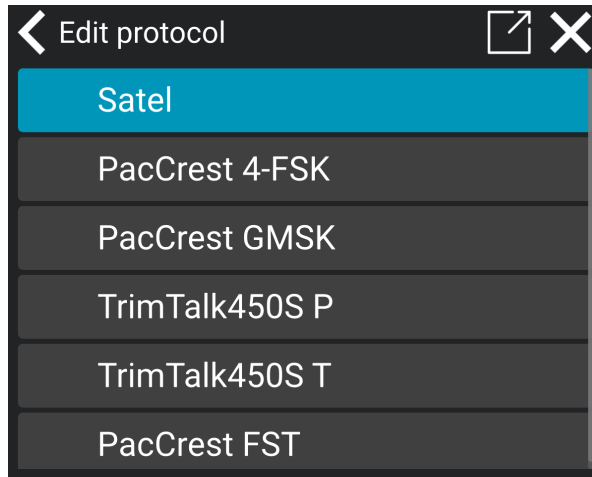 Edit protocol
Satel
PacCrest 4-FSK
PacCrest GMSK
TrimTalk450S P
TrimTalk450S T
PacCrest FST